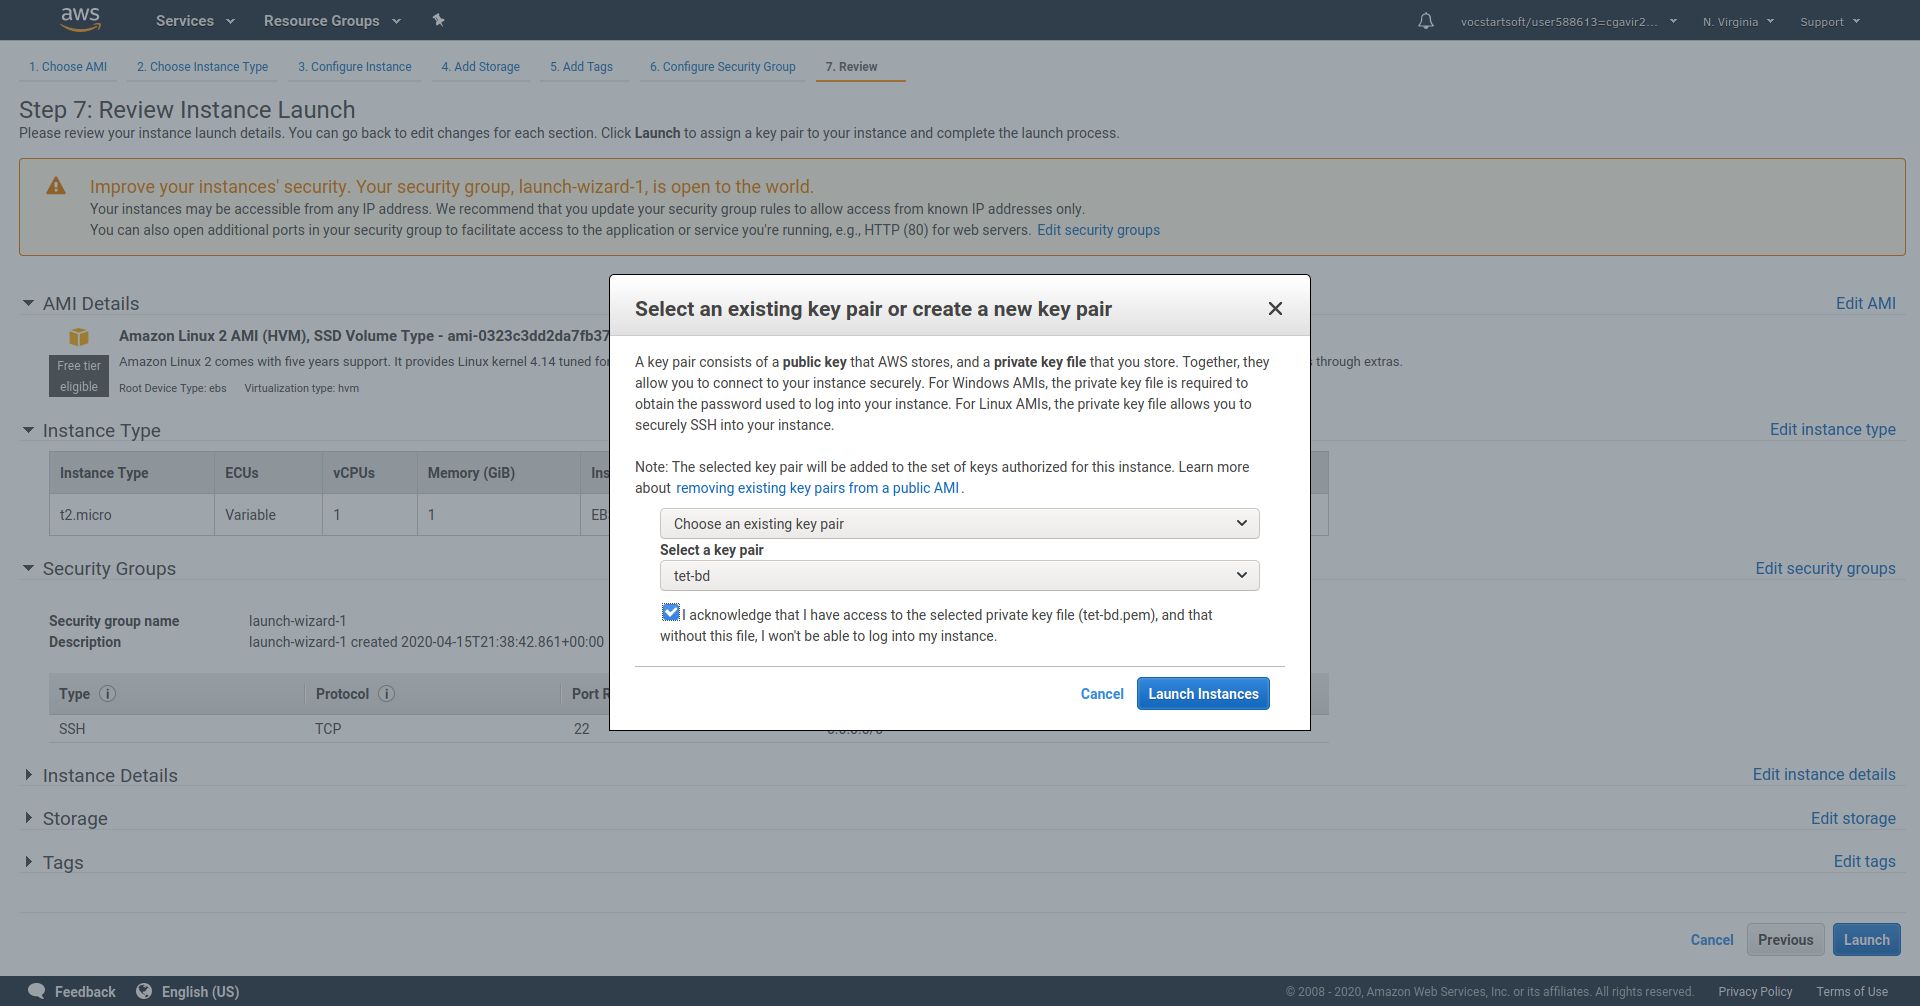 aws Services Resource Groups vocstartsoft/user588613=cgavir2... N. Virginia Support
1. Choose AMI 2. Choose Instance Type 3. Configure Instance 4. Add Storage 5. Add Tags 6. Configure Security Group 7. Review
Step 7: Review Instance Launch
Please review your instance launch details. You can go back to edit changes for each section. Click Launch to assign a key pair to your instance and complete the launch process.
Improve your instances' security. Your security group, launch-wizard-1, is open to the world.
Your instances may be accessible from any IP address. We recommend that you update your security group rules to allow access from known IP addresses only.
You can also open additional ports in your security group to facilitate access to the application or service you're running, e.g., HTTP (80) for web servers. Edit security groups
AMI Details Edit AMI
Amazon Linux 2 AMI (HVM), SSD Volume Type - ami-0323c3dd2da7fb37
Free tier eligible
Amazon Linux 2 comes with five years support. It provides Linux kernel 4.14 tuned for through extras.
Root Device Type: ebs Virtualization type: hvm
Instance Type Edit instance type
Instance Type ECUs vCPUs Memory (GiB) Ins
t2.micro Variable 1 1 EB
Security Groups Edit security groups
Security group name launch-wizard-1
Description launch-wizard-1 created 2020-04-15T21:38:42.861+00:00
Type Protocol Port R
SSH TCP 22
Instance Details Edit instance details
Storage Edit storage
Tags Edit tags
Cancel Previous Launch
Select an existing key pair or create a new key pair
A key pair consists of a public key that AWS stores, and a private key file that you store. Together, they
allow you to connect to your instance securely. For Windows AMIs, the private key file is required to
obtain the password used to log into your instance. For Linux AMIs, the private key file allows you to
securely SSH into your instance.
Note: The selected key pair will be added to the set of keys authorized for this instance. Learn more
about removing existing key pairs from a public AMI.
Choose an existing key pair
Select a key pair
tet-bd
I acknowledge that I have access to the selected private key file (tet-bd.pem), and that
without this file, I won't be able to log into my instance.
Cancel Launch Instances
Feedback English (US) © 2008 - 2020, Amazon Web Services, Inc. or its affiliates. All rights reserved. Privacy Policy Terms of Use